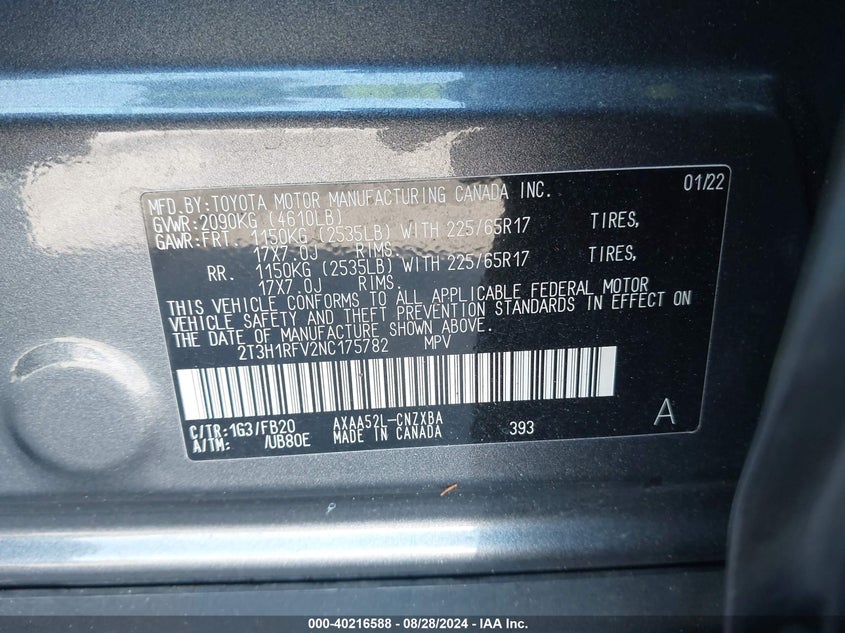 MFD.BY:TOYOTA MOTOR MANUFACTURING CANADA INC. 01/22
GVWR:2090KG (4610LB)
GAWR:FRT. 1150KG (2535LB) WITH 225/65R17 TIRES,
17X7.0J RIMS.
RR. 1150KG (2535LB) WITH 225/65R17 TIRES,
17X7.0J RIMS.
THIS VEHICLE CONFORMS TO ALL APPLICABLE FEDERAL MOTOR
VEHICLE SAFETY AND THEFT PREVENTION STANDARDS IN EFFECT ON
THE DATE OF MANUFACTURE SHOWN ABOVE.
2T3H1RFV2NC175782 MPV
C/TR:1G3/FB20 AXAA52L-CNZXBA A
A/TM: /UB80E MADE IN CANADA 393
000-40216588 | 08/28/2024 | IAA Inc.